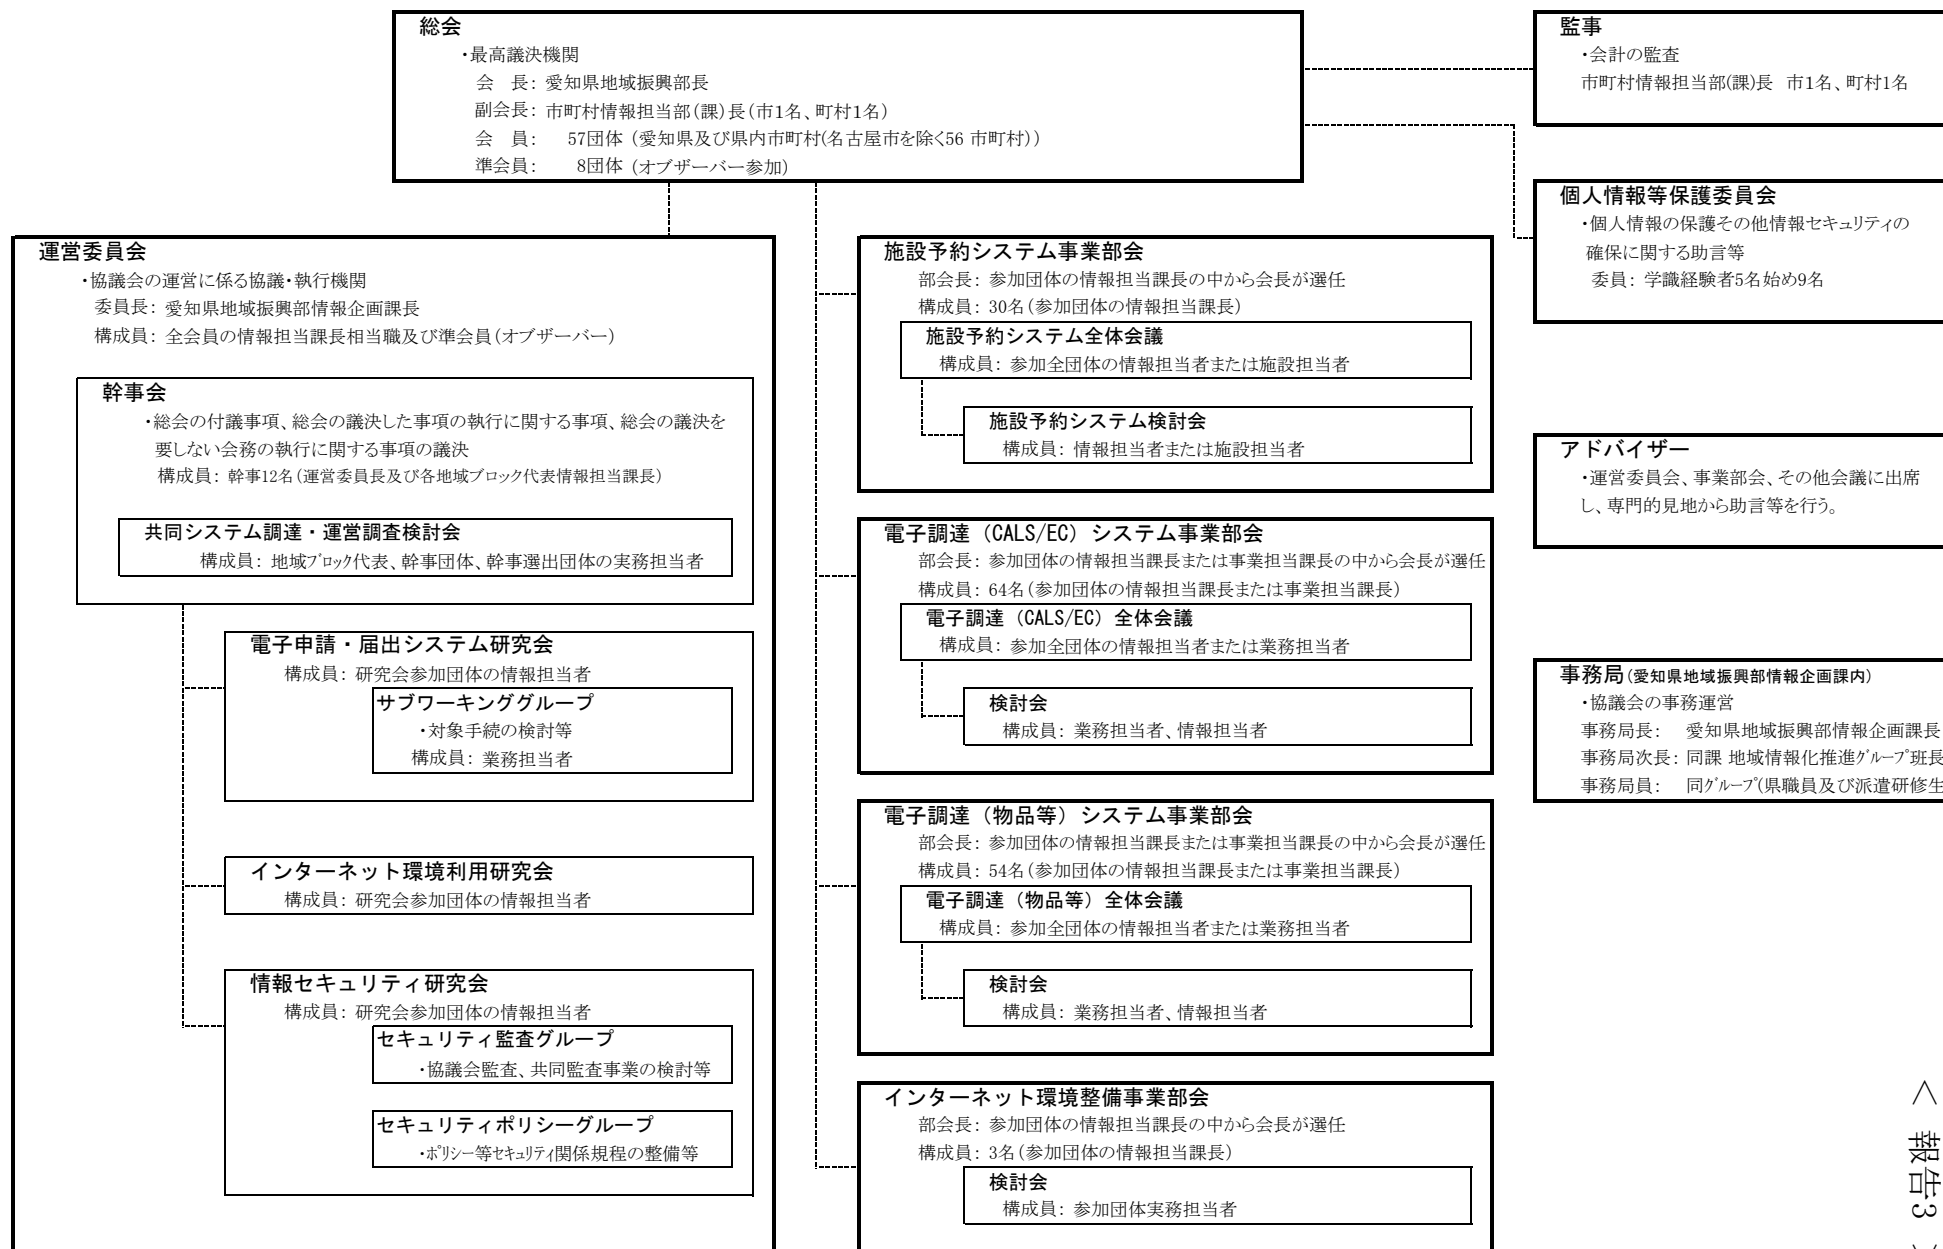 総会
・最高議決機関
会　長： 愛知県地域振興部長
副会長： 市町村情報担当部(課)長（市1名、町村1名）
会　員：　57団体 （愛知県及び県内市町村(名古屋市を除く56 市町村)）
準会員：　8団体 （オブザーバー参加）
監事
・会計の監査
市町村情報担当部(課)長　市1名、町村1名
個人情報等保護委員会
・個人情報の保護その他情報セキュリティの
確保に関する助言等
委員： 学識経験者5名始め9名
運営委員会
・協議会の運営に係る協議・執行機関
委員長： 愛知県地域振興部情報企画課長
構成員： 全会員の情報担当課長相当職及び準会員（オブザーバー）
幹事会
・総会の付議事項、総会の議決した事項の執行に関する事項、総会の議決を
要しない会務の執行に関する事項の議決
構成員： 幹事12名（運営委員長及び各地域ブロック代表情報担当課長）
共同システム調達・運営調査検討会
構成員： 地域ﾌﾞﾛｯｸ代表、幹事団体、幹事選出団体の実務担当者
電子申請・届出システム研究会
構成員： 研究会参加団体の情報担当者
サブワーキンググループ
・対象手続の検討等
構成員： 業務担当者
インターネット環境利用研究会
構成員： 研究会参加団体の情報担当者
情報セキュリティ研究会
構成員： 研究会参加団体の情報担当者
セキュリティ監査グループ
・協議会監査、共同監査事業の検討等
セキュリティポリシーグループ
・ﾎﾟﾘｼｰ等ｾｷｭﾘﾃｨ関係規程の整備等
施設予約システム事業部会
部会長： 参加団体の情報担当課長の中から会長が選任
構成員： 30名（参加団体の情報担当課長）
施設予約システム全体会議
構成員： 参加全団体の情報担当者または施設担当者
施設予約システム検討会
構成員： 情報担当者または施設担当者
電子調達（CALS/EC）システム事業部会
部会長： 参加団体の情報担当課長または事業担当課長の中から会長が選任
構成員： 64名（参加団体の情報担当課長または事業担当課長）
電子調達（CALS/EC）全体会議
構成員： 参加全団体の情報担当者または業務担当者
検討会
構成員： 業務担当者、情報担当者
電子調達（物品等）システム事業部会
部会長： 参加団体の情報担当課長または事業担当課長の中から会長が選任
構成員： 54名（参加団体の情報担当課長または事業担当課長）
電子調達（物品等）全体会議
構成員： 参加全団体の情報担当者または業務担当者
検討会
構成員： 業務担当者、情報担当者
インターネット環境整備事業部会
部会長： 参加団体の情報担当課長の中から会長が選任
構成員： 3名（参加団体の情報担当課長）
検討会
構成員： 参加団体実務担当者
アドバイザー
・運営委員会、事業部会、その他会議に出席
し、専門的見地から助言等を行う。
事務局（愛知県地域振興部情報企画課内）
・協議会の事務運営
事務局長：　愛知県地域振興部情報企画課長
事務局次長： 同課 地域情報化推進ｸﾞﾙｰﾌﾟ班長
事務局員：　同ｸﾞﾙｰﾌﾟ（県職員及び派遣研修生
＜ 報告3 ＞